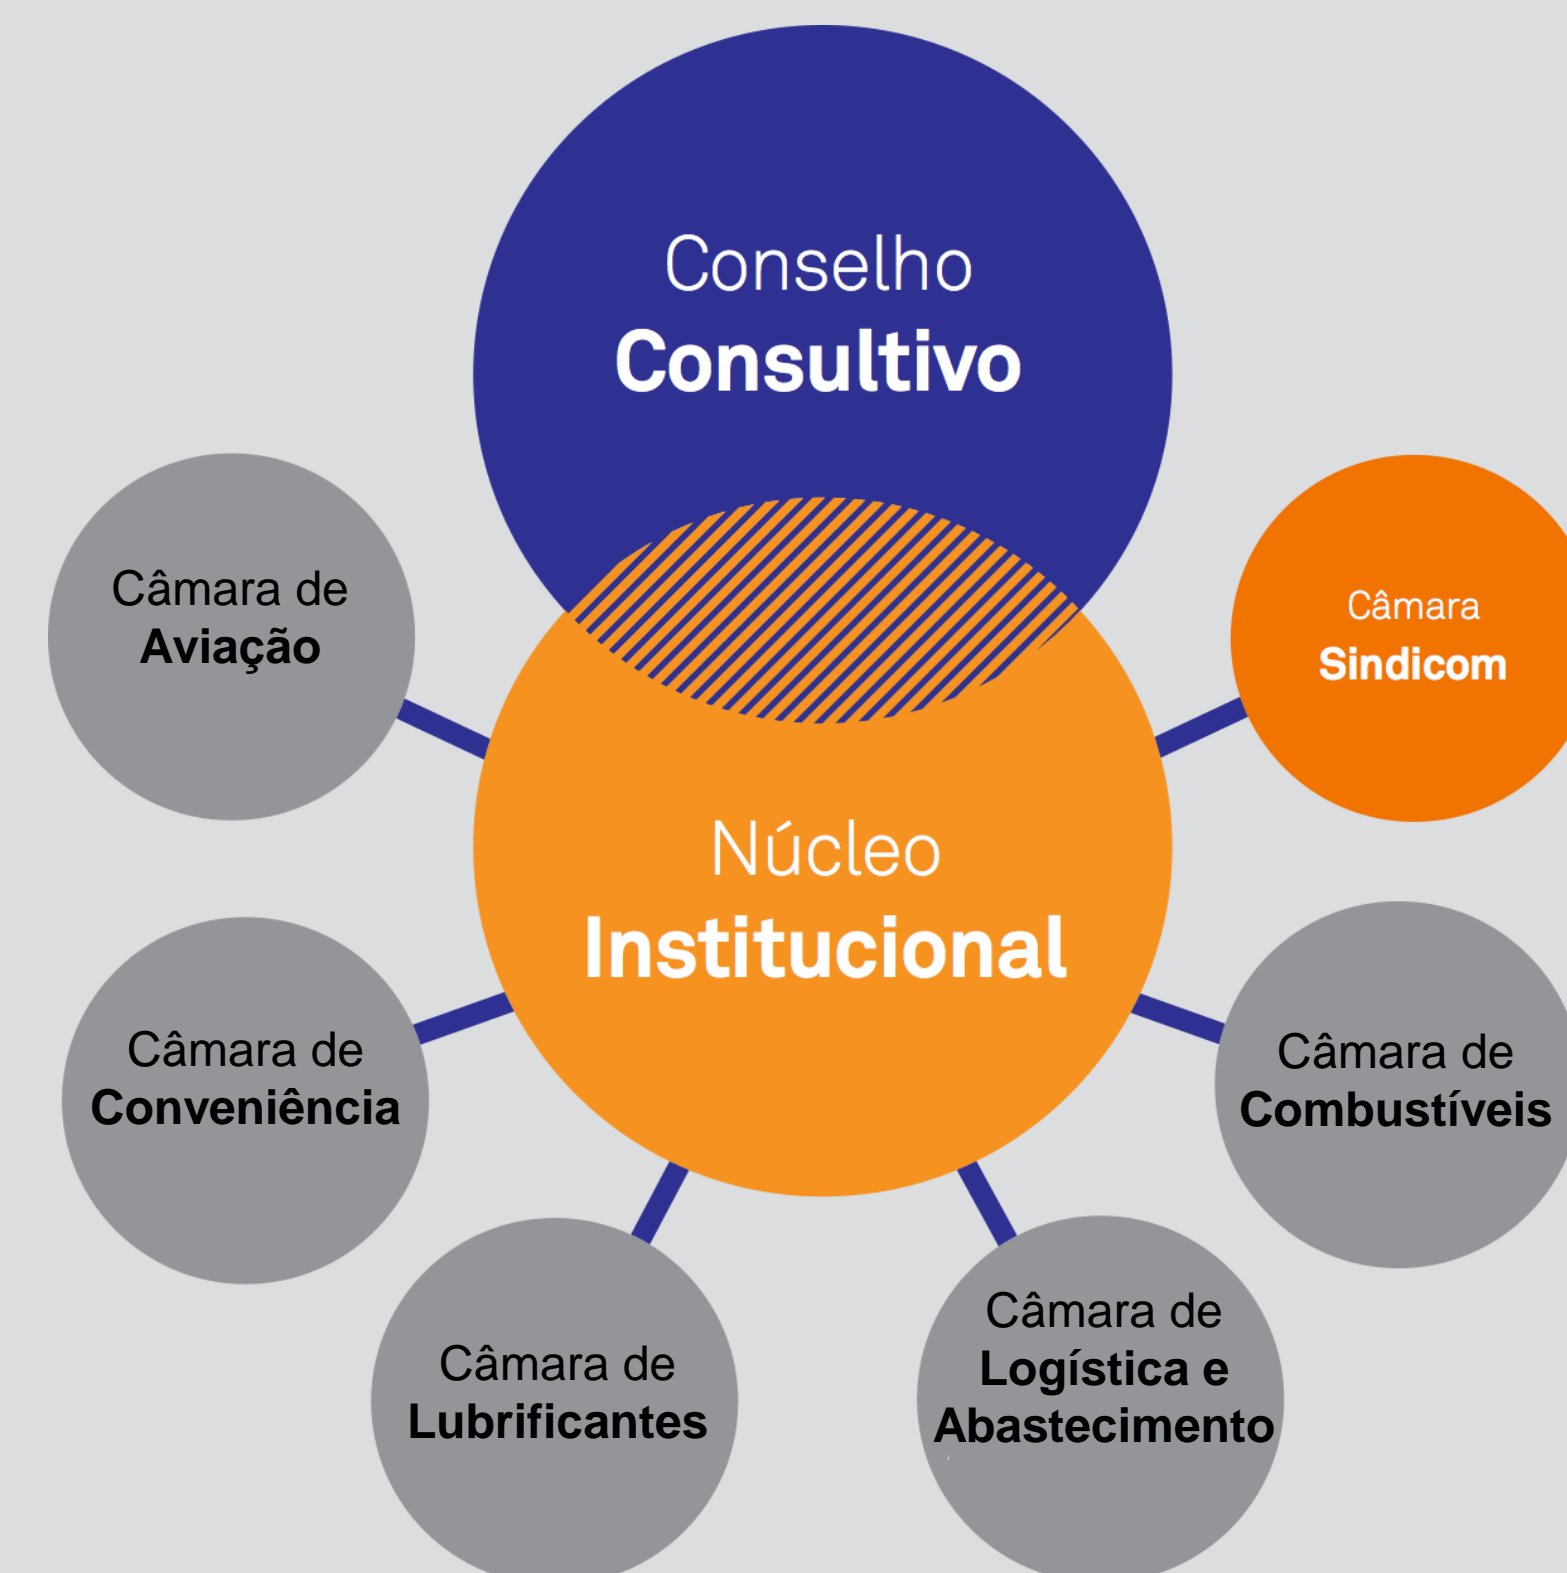 Conselho
Consultivo
Câmara de
Aviação
Câmara
Sindicom
Núcleo
Institucional
Câmara de
Conveniência
Câmara de
Combustíveis
Câmara de
Lubrificantes
Câmara de
Logística e
Abastecimento